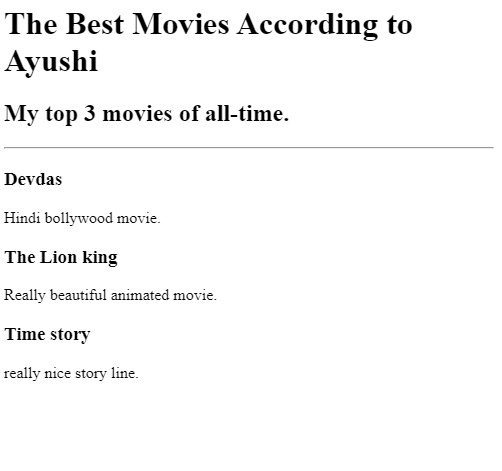 The Best Movies According to
Ayushi
My top 3 movies of all-time.
Devdas
Hindi bollywood movie.
The Lion king
Really beautiful animated movie.
Time story
really nice story line.